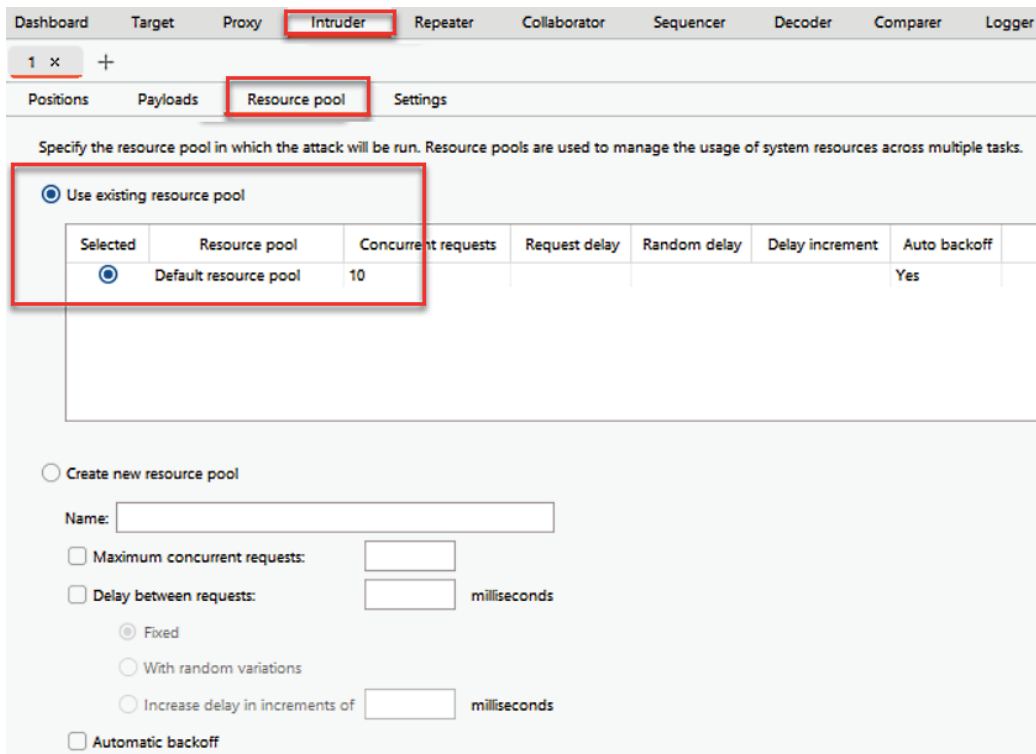 Dashboard Target Proxy Intruder Repeater Collaborator Sequencer Decoder Comparer Logger
1 × +
Positions Payloads Resource pool Settings
Specify the resource pool in which the attack will be run. Resource pools are used to manage the usage of system resources across multiple tasks.
Use existing resource pool
Selected Resource pool Concurrent requests Request delay Random delay Delay increment Auto backoff
Default resource pool 10 Yes
Create new resource pool
Name:
Maximum concurrent requests:
Delay between requests: milliseconds
Fixed
With random variations
Increase delay in increments of milliseconds
Automatic backoff